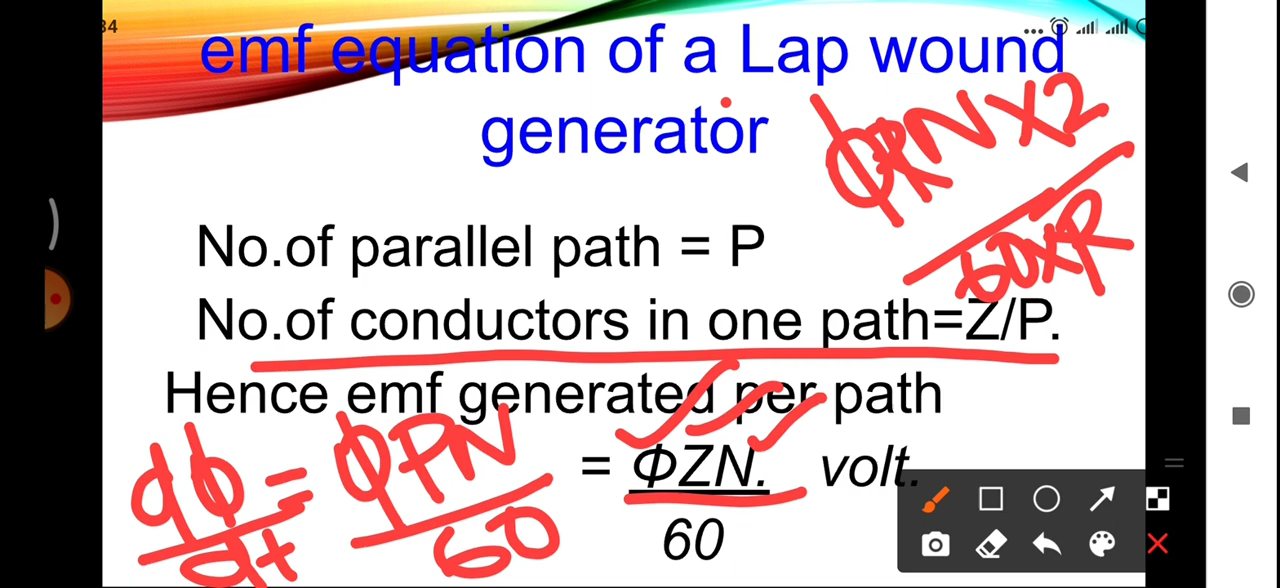 34
emf equation of a Lap wound
generator
ΦPN×2
60×P
No.of parallel path = P
No.of conductors in one path=Z/P.
Hence emf generated per path
dΦ = ΦPN
dt 60
= ΦZN. volt.
60